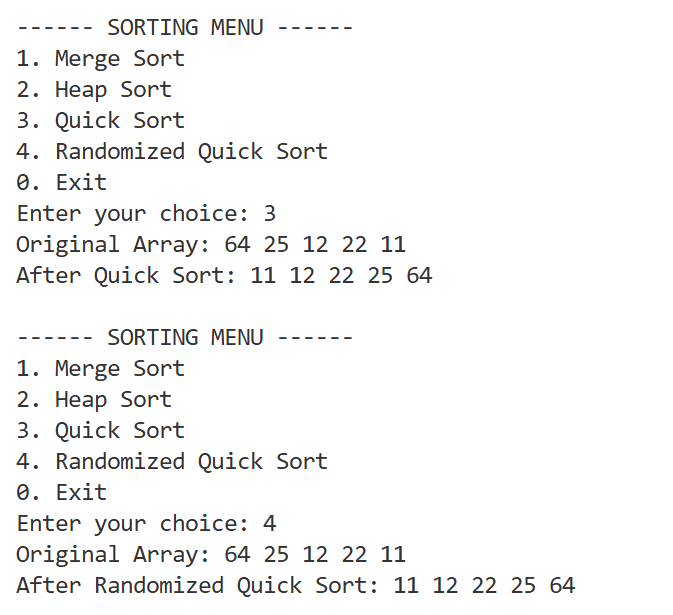 ------ SORTING MENU ------
1. Merge Sort
2. Heap Sort
3. Quick Sort
4. Randomized Quick Sort
0. Exit
Enter your choice: 3
Original Array: 64 25 12 22 11
After Quick Sort: 11 12 22 25 64

------ SORTING MENU ------
1. Merge Sort
2. Heap Sort
3. Quick Sort
4. Randomized Quick Sort
0. Exit
Enter your choice: 4
Original Array: 64 25 12 22 11
After Randomized Quick Sort: 11 12 22 25 64